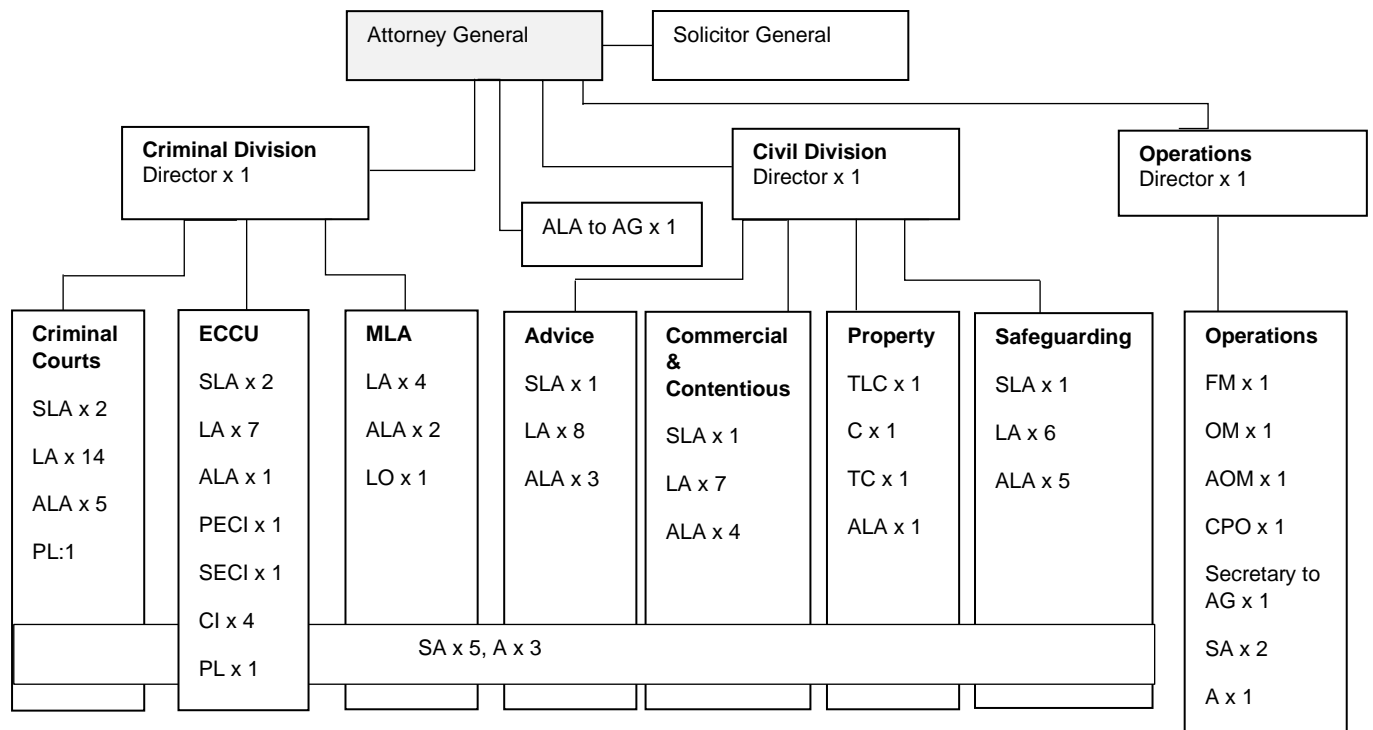 Attorney General
Solicitor General
Criminal Division
Director x 1
Civil Division
Director x 1
Operations
Director x 1
ALA to AG x 1
Criminal
Courts
SLA x 2
LA x 14
ALA x 5
PL:1
ECCU
SLA x 2
LA x 7
ALA x 1
PECI x 1
SECI x 1
CI x 4
PL x 1
MLA
LA x 4
ALA x 2
LO x 1
Advice
SLA x 1
LA x 8
ALA x 3
Commercial
&
Contentious
SLA x 1
LA x 7
ALA x 4
Property
TLC x 1
C x 1
TC x 1
ALA x 1
Safeguarding
SLA x 1
LA x 6
ALA x 5
Operations
FM x 1
OM x 1
AOM x 1
CPO x 1
Secretary to
AG x 1
SA x 2
A x 1
SA x 5, A x 3